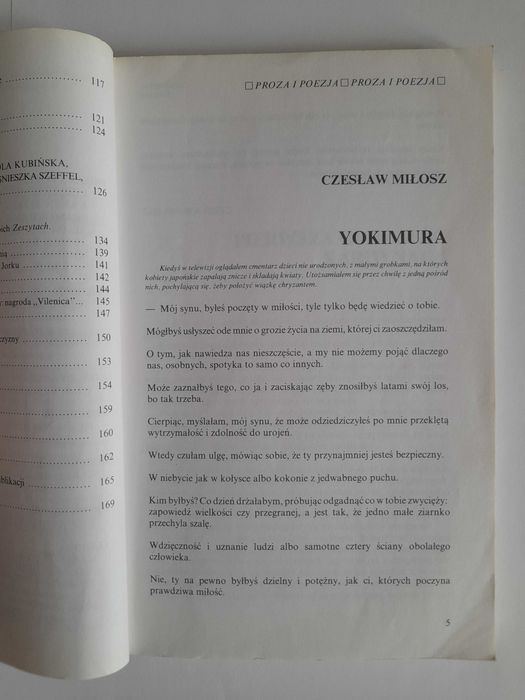 117
121
124
OLA KUBIŃSKA,
GNIESZKA SZEFFEL,
126
ich Zeszytach.
134
ną 139
Jorku 141
142
144
y nagroda „Vilenica”... 145
147
czyzny 150
153
154
159
160
162
blikacji 165
169
□ PROZA I POEZJA □ PROZA I POEZJA □
CZESŁAW MIŁOSZ
YOKIMURA
Kiedyś w telewizji oglądałem cmentarz dzieci nie urodzonych, z małymi grobkami, na których
kobiety japońskie zapalają znicze i składają kwiaty. Utożsamiałem się przez chwilę z jedną pośród
nich, pochylającą się, żeby położyć wiązkę chryzantem.
— Mój synu, byłeś poczęty w miłości, tyle tylko będę wiedzieć o tobie.
Mógłbyś usłyszeć ode mnie o grozie życia na ziemi, której ci zaoszczędziłam.
O tym, jak nawiedza nas nieszczęście, a my nie możemy pojąć dlaczego
nas, osobnych, spotyka to samo co innych.
Może zaznałbyś tego, co ja i zaciskając zęby znosiłbyś latami swój los,
bo tak trzeba.
Cierpiąc, myślałam, mój synu, że może odziedziczyłeś po mnie przeklętą
wytrzymałość i zdolność do urojeń.
Wtedy czułam ulgę, mówiąc sobie, że ty przynajmniej jesteś bezpieczny.
W niebycie jak w kołysce albo kokonie z jedwabnego puchu.
Kim byłbyś? Co dzień drżałabym, próbując odgadnąć co w tobie zwycięży:
zapowiedź wielkości czy przegranej, a jest tak, że jedno małe ziarnko
przechyla szalę.
Wdzięczność i uznanie ludzi albo samotne cztery ściany obolałego
człowieka.
Nie, ty na pewno byłbyś dzielny i potężny, jak ci, których poczyna
prawdziwa miłość.
5